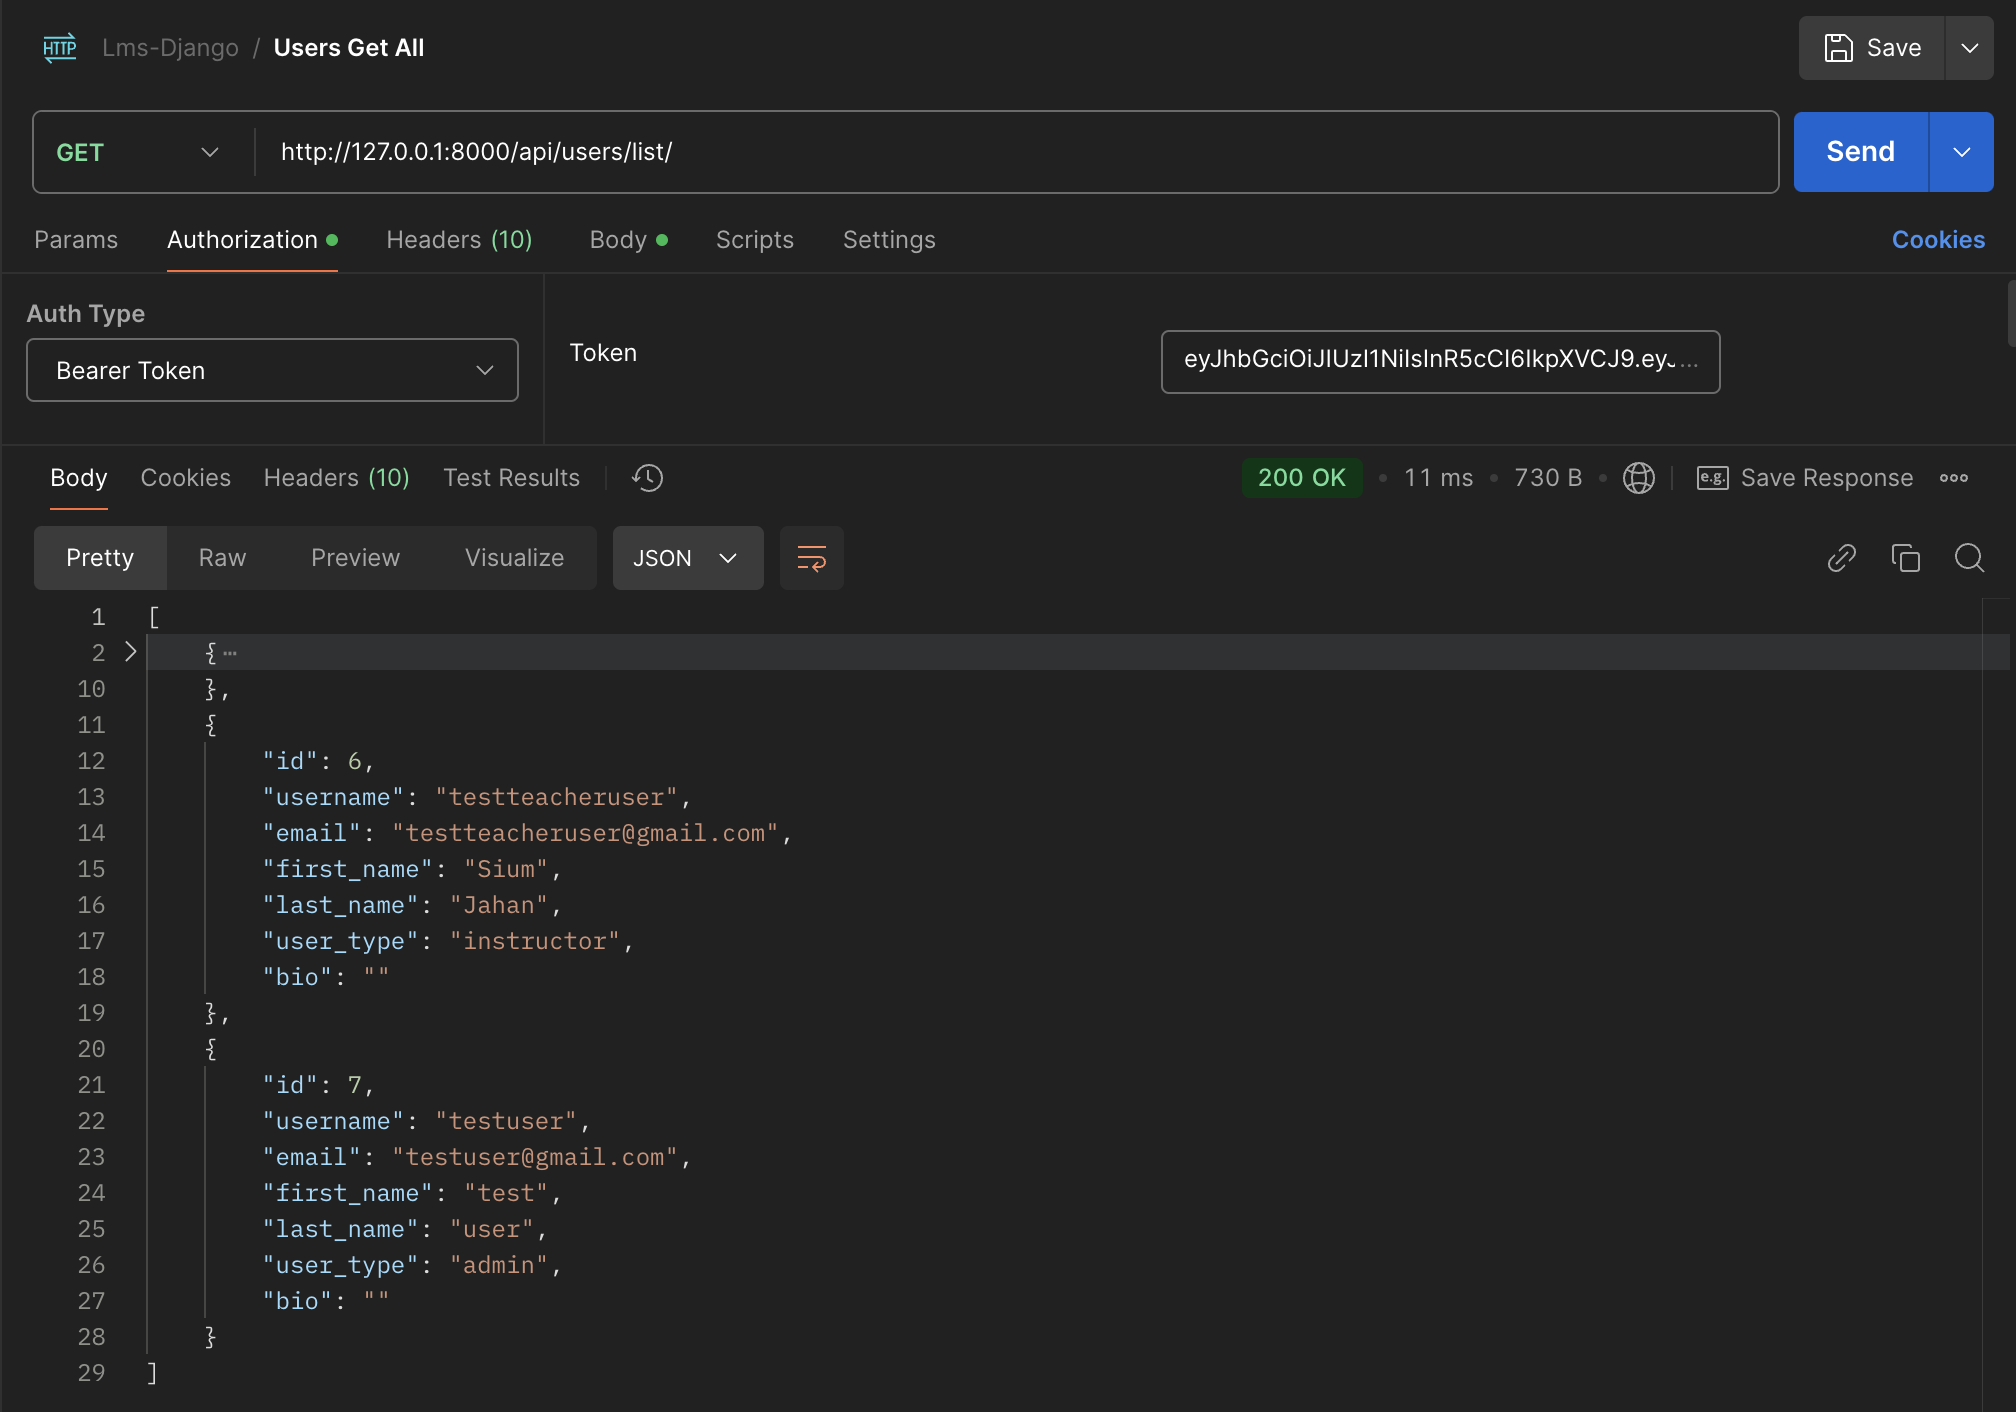 HTTP Lms-Django / Users Get All Save
GET http://127.0.0.1:8000/api/users/list/ Send
Params Authorization Headers (10) Body Scripts Settings Cookies
Auth Type
Bearer Token
Token
eyJhbGciOiJIUzI1NiIsInR5cCI6IkpXVCJ9.eyJ...
Body Cookies Headers (10) Test Results 200 OK • 11 ms • 730 B • e.g. Save Response
Pretty Raw Preview Visualize JSON
1 [
2 { ⋯
10 },
11 {
12 "id": 6,
13 "username": "testteacheruser",
14 "email": "testteacheruser@gmail.com",
15 "first_name": "Sium",
16 "last_name": "Jahan",
17 "user_type": "instructor",
18 "bio": ""
19 },
20 {
21 "id": 7,
22 "username": "testuser",
23 "email": "testuser@gmail.com",
24 "first_name": "test",
25 "last_name": "user",
26 "user_type": "admin",
27 "bio": ""
28 }
29 ]